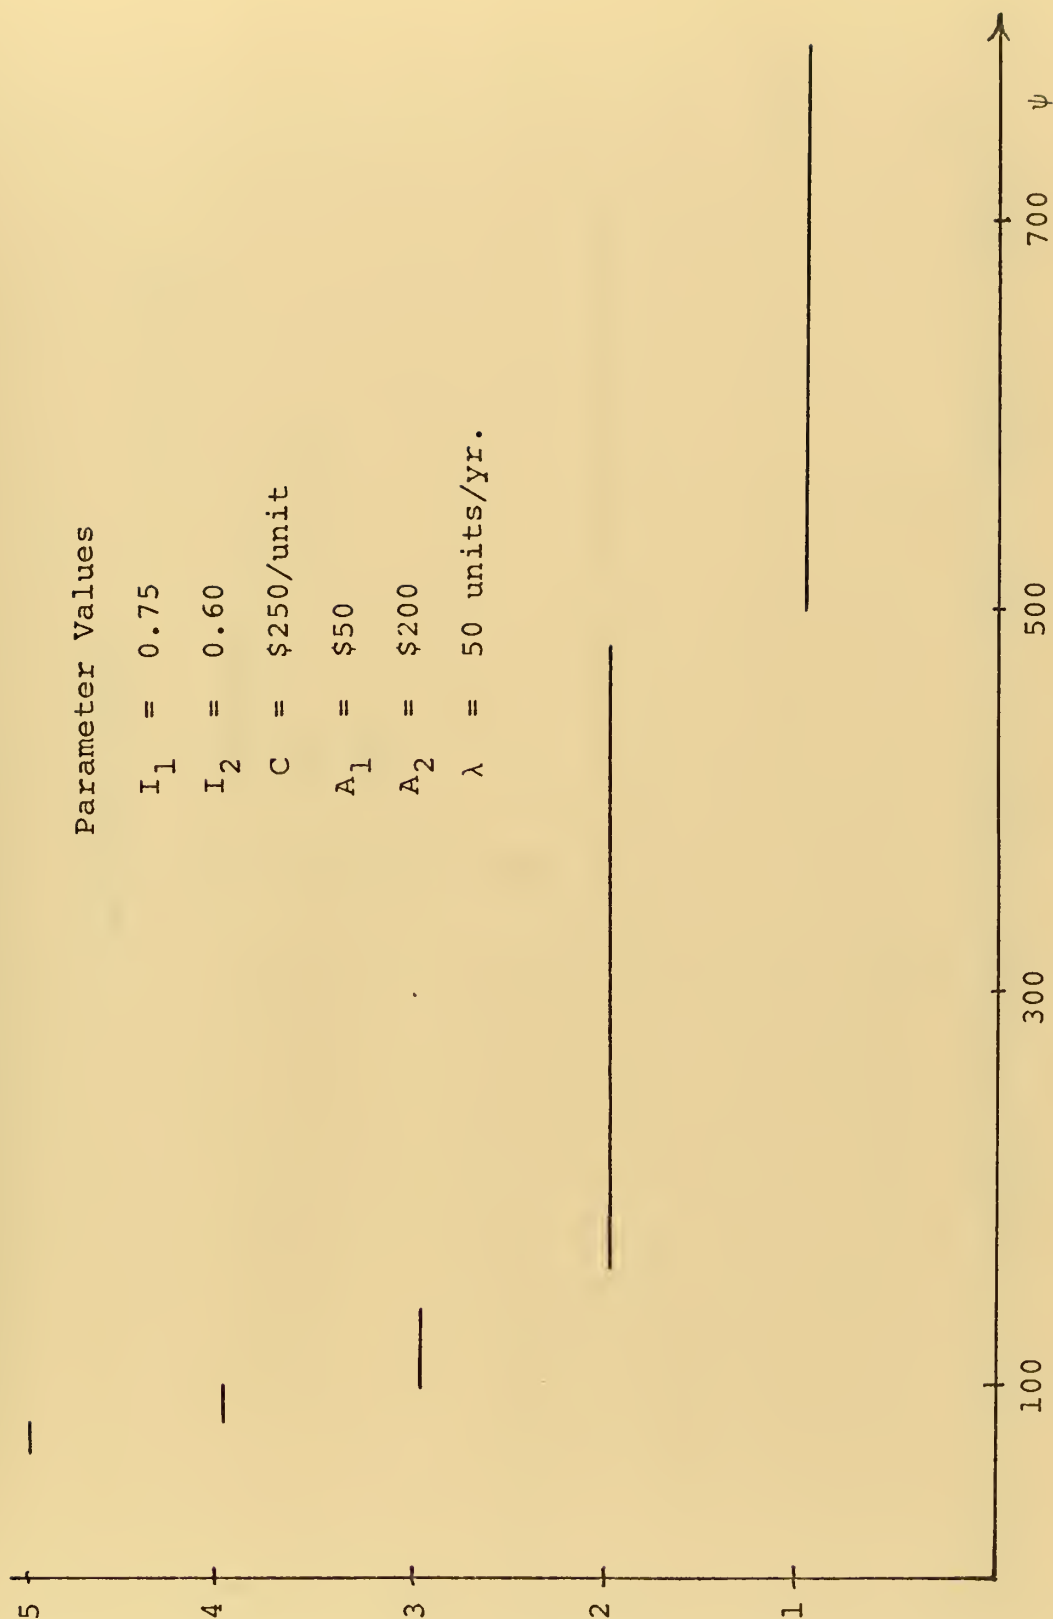 Parameter Values
I1 = 0.75
I2 = 0.60
C = $250/unit
A1 = $50
A2 = $200
λ = 50 units/yr.
5
4
3
2
1
100
300
500
700
ψ